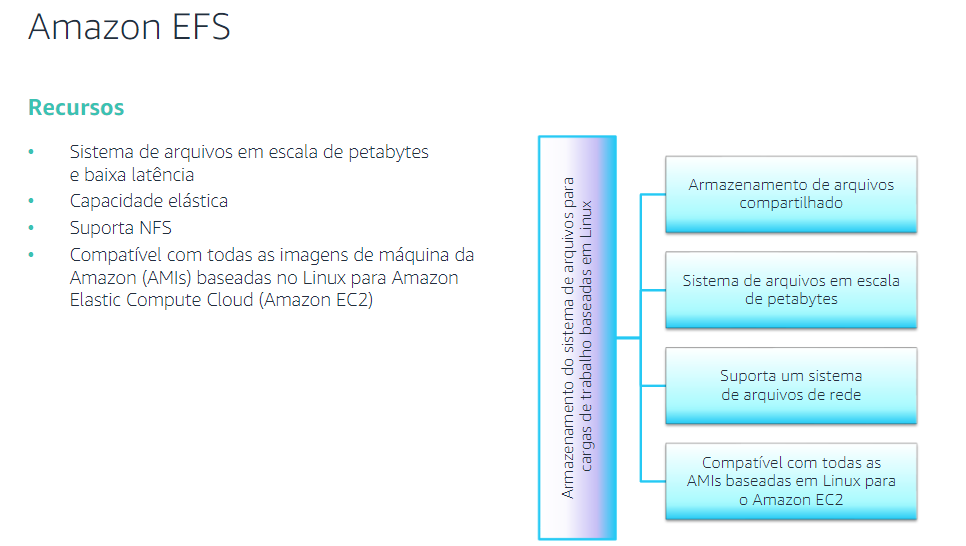 Amazon EFS
Recursos
• Sistema de arquivos em escala de petabytes
e baixa latência
• Capacidade elástica
• Suporta NFS
• Compatível com todas as imagens de máquina da
Amazon (AMIs) baseadas no Linux para Amazon
Elastic Compute Cloud (Amazon EC2)
Armazenamento do sistema de arquivos para
cargas de trabalho baseadas em Linux
Armazenamento de arquivos
compartilhado
Sistema de arquivos em escala
de petabytes
Suporta um sistema
de arquivos de rede
Compatível com todas as
AMIs baseadas em Linux para
o Amazon EC2